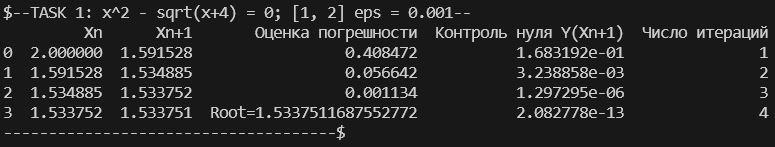 $--TASK 1: x^2 - sqrt(x+4) = 0; [1, 2] eps = 0.001--
Xn Xn+1 Оценка погрешности Контроль нуля Y(Xn+1) Число итераций
0 2.000000 1.591528 0.408472 1.683192e-01 1
1 1.591528 1.534885 0.056642 3.238858e-03 2
2 1.534885 1.533752 0.001134 1.297295e-06 3
3 1.533752 1.533751 Root=1.5337511687552772 2.082778e-13 4
-------------------------------------$